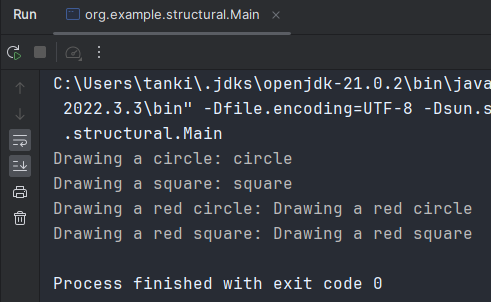 Run org.example.structural.Main
C:\Users\tanki\.jdks\openjdk-21.0.2\bin\java
2022.3.3\bin" -Dfile.encoding=UTF-8 -Dsun.s
.structural.Main
Drawing a circle: circle
Drawing a square: square
Drawing a red circle: Drawing a red circle
Drawing a red square: Drawing a red square
Process finished with exit code 0